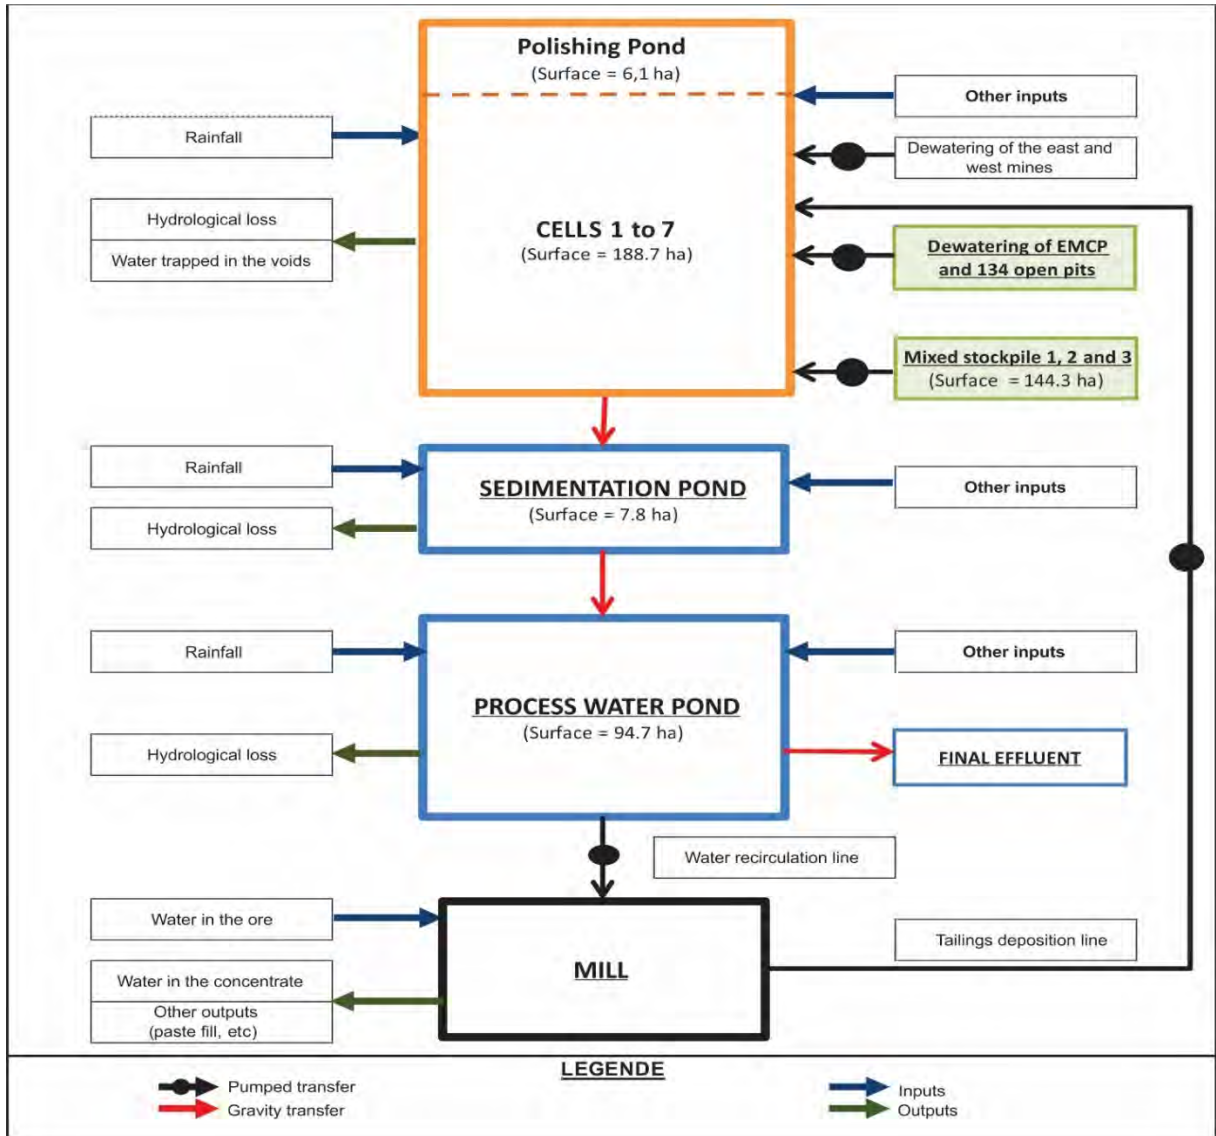 Polishing Pond
(Surface = 6,1 ha)
Other inputs
Rainfall
Dewatering of the east and
west mines
Hydrological loss
Water trapped in the voids
CELLS 1 to 7
(Surface = 188.7 ha)
Dewatering of EMCP
and 134 open pits
Mixed stockpile 1, 2 and 3
(Surface = 144.3 ha)
Rainfall
Hydrological loss
SEDIMENTATION POND
(Surface = 7.8 ha)
Other inputs
Rainfall
Other inputs
PROCESS WATER POND
(Surface = 94.7 ha)
Hydrological loss
FINAL EFFLUENT
Water recirculation line
Water in the ore
Water in the concentrate
Other outputs
(paste fill, etc)
MILL
Tailings deposition line
LEGENDE
Pumped transfer
Gravity transfer
Inputs
Outputs